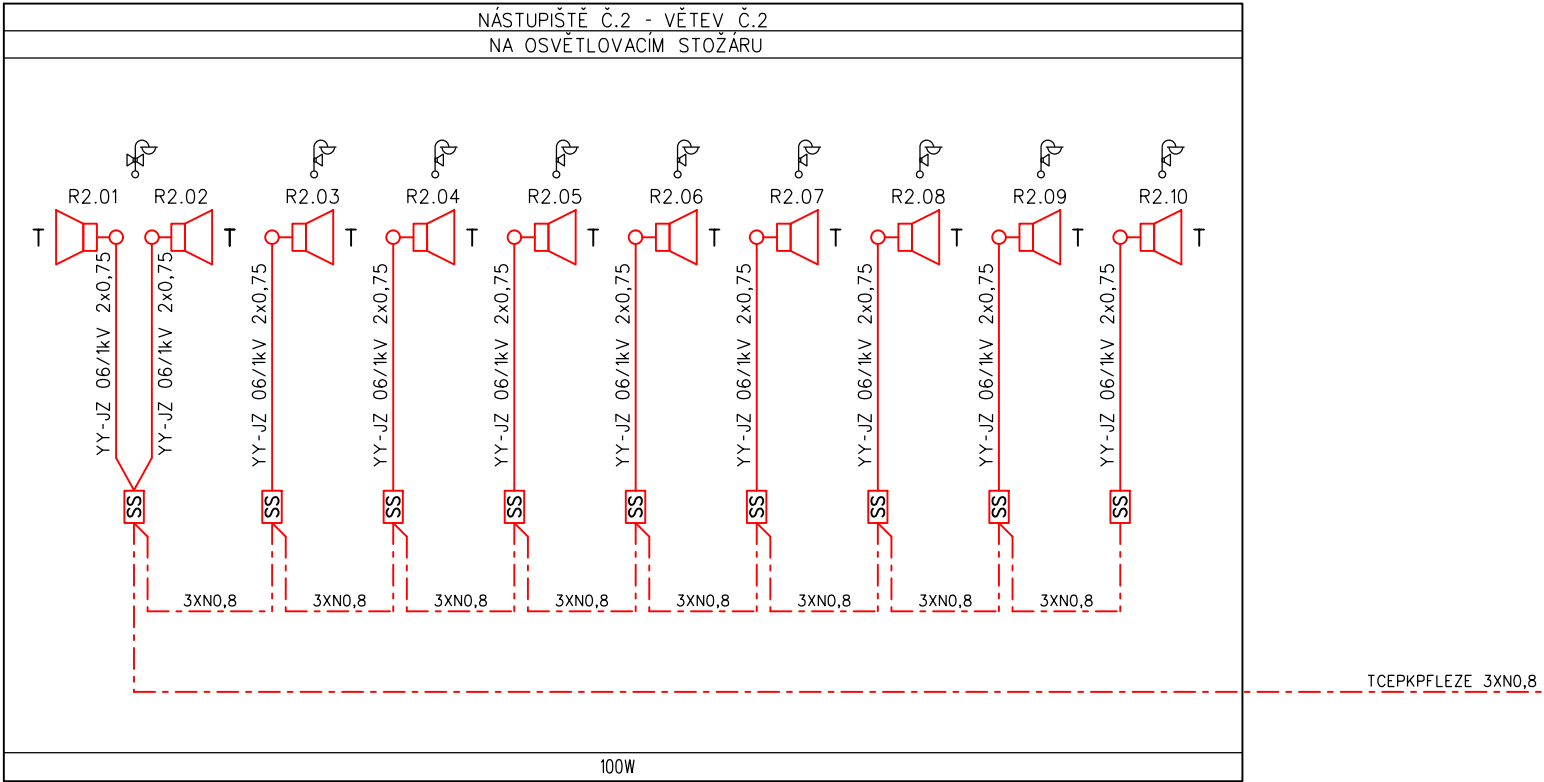 NÁSTUPIŠTĚ Č.2 - VĚTEV Č.2
NA OSVĚTLOVACÍM STOŽÁRU
R2.01 R2.02 R2.03 R2.04 R2.05 R2.06 R2.07 R2.08 R2.09 R2.10
T T T T T T T T T T
YY-JZ 06/1kV 2x0,75
YY-JZ 06/1kV 2x0,75
YY-JZ 06/1kV 2x0,75
YY-JZ 06/1kV 2x0,75
YY-JZ 06/1kV 2x0,75
YY-JZ 06/1kV 2x0,75
YY-JZ 06/1kV 2x0,75
YY-JZ 06/1kV 2x0,75
YY-JZ 06/1kV 2x0,75
YY-JZ 06/1kV 2x0,75
SS SS SS SS SS SS SS SS SS
3XN0,8 3XN0,8 3XN0,8 3XN0,8 3XN0,8 3XN0,8 3XN0,8 3XN0,8
TCEPKPFLEZE 3XN0,8
100W